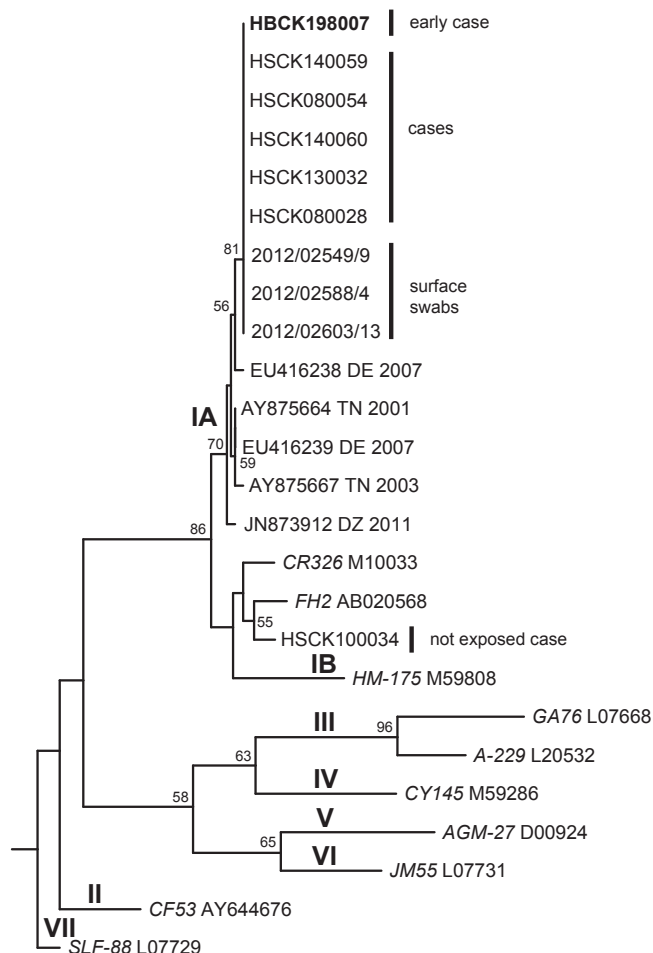 HBCK198007
early case
HSCK140059
HSCK080054
HSCK140060
cases
HSCK130032
HSCK080028
81
2012/02549/9
2012/02588/4
surface
swabs
56
2012/02603/13
EU416238 DE 2007
IA
AY875664 TN 2001
70
EU416239 DE 2007
59
AY875667 TN 2003
JN873912 DZ 2011
86
CR326 M10033
FH2 AB020568
55
HSCK100034
not exposed case
IB
HM-175 M59808
III
96
GA76 L07668
A-229 L20532
63
IV
CY145 M59286
58
V
AGM-27 D00924
65
VI
JM55 L07731
II
CF53 AY644676
VII
SLF-88 L07729